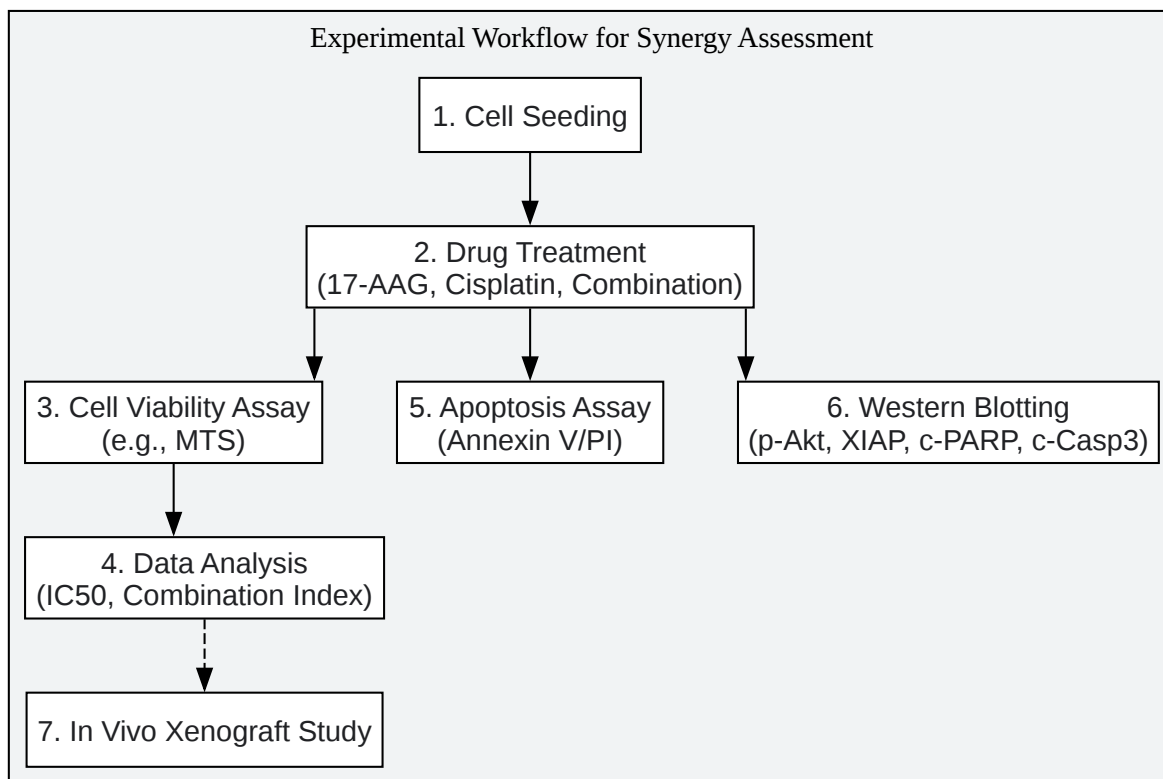 Experimental Workflow for Synergy Assessment
1. Cell Seeding
2. Drug Treatment
(17-AAG, Cisplatin, Combination)
3. Cell Viability Assay
(e.g., MTS)
5. Apoptosis Assay
(Annexin V/PI)
6. Western Blotting
(p-Akt, XIAP, c-PARP, c-Casp3)
4. Data Analysis
(IC50, Combination Index)
7. In Vivo Xenograft Study